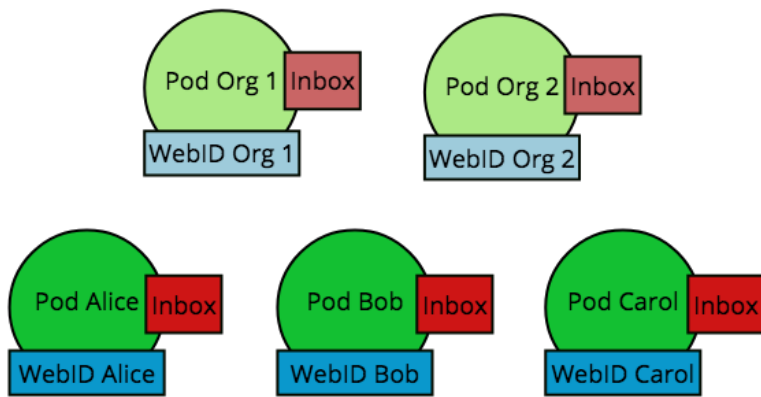 Pod Org 1
Inbox
WebID Org 1
Pod Org 2
Inbox
WebID Org 2
Pod Alice
Inbox
WebID Alice
Pod Bob
Inbox
WebID Bob
Pod Carol
Inbox
WebID Carol